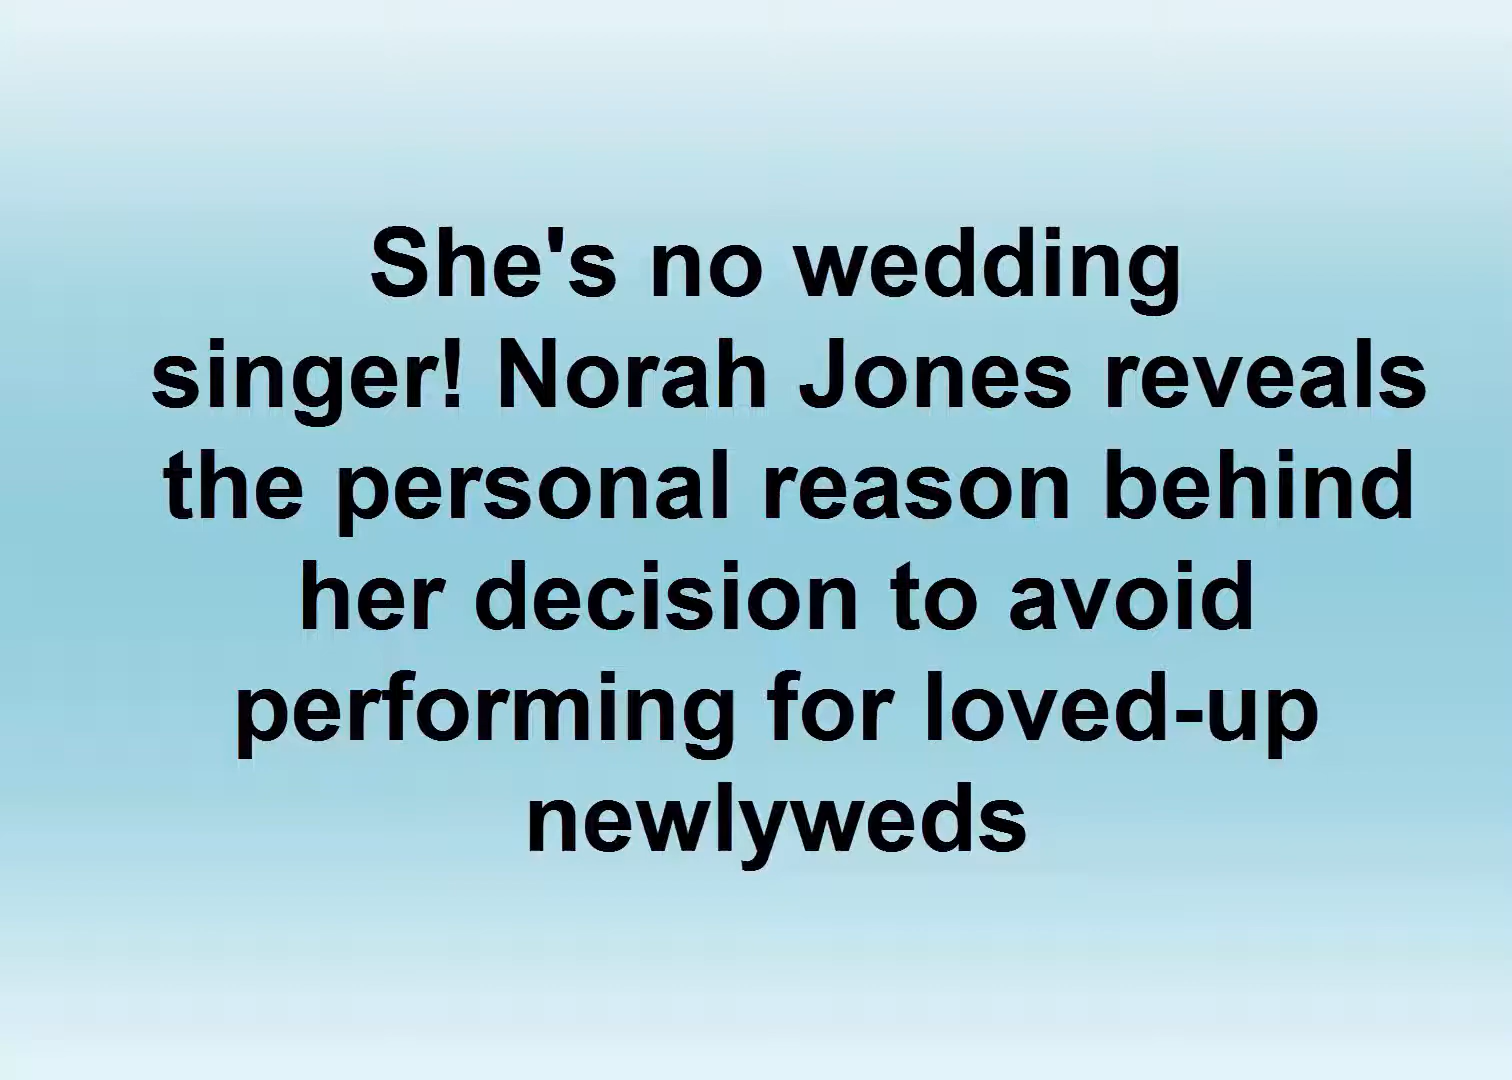 She's no wedding
singer! Norah Jones reveals
the personal reason behind
her decision to avoid
performing for loved-up
newlyweds